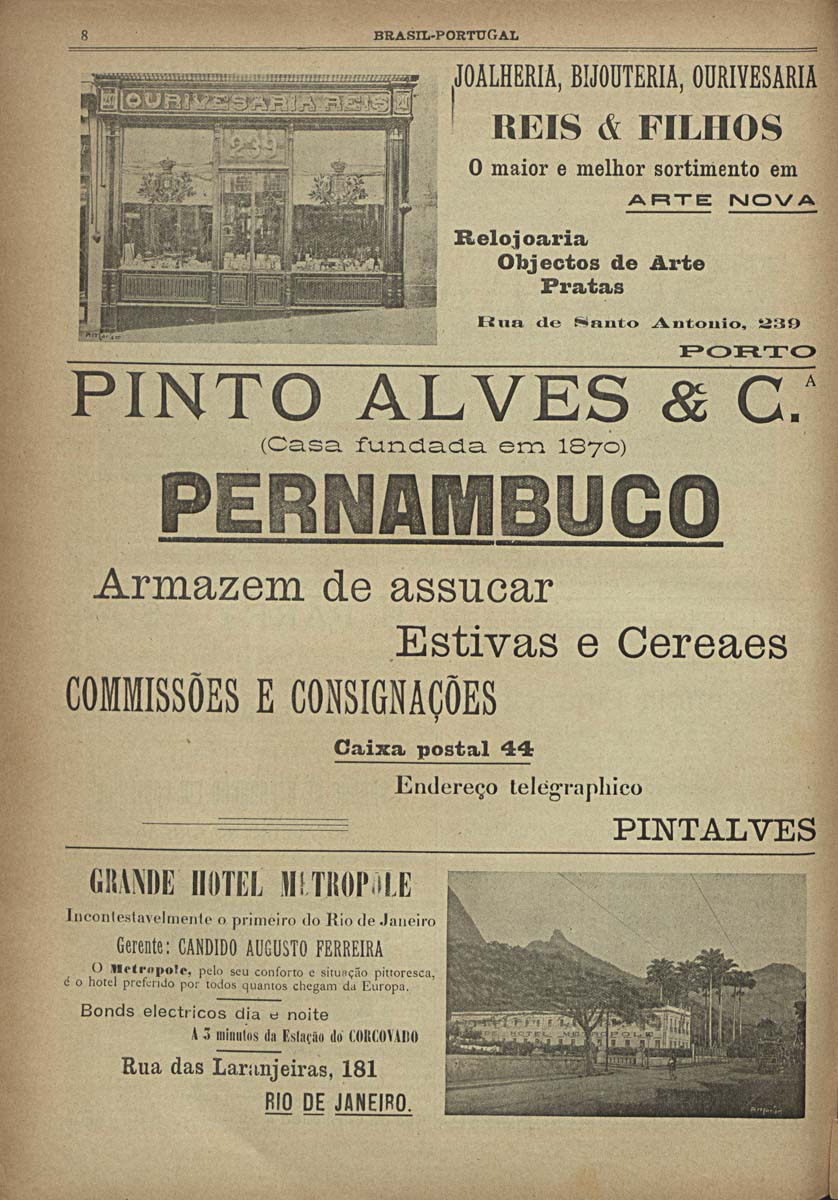 8
BRASIL-PORTUGAL
OURIVESARIA REIS
239
JOALHERIA, BIJOUTERIA, OURIVESARIA
REIS & FILHOS
O maior e melhor sortimento em
ARTE NOVA
Relojoaria
Objectos de Arte
Pratas
Rua de Santo Antonio, 239
PORTO
PINTO ALVES & C.A
(Casa fundada em 1870)
PERNAMBUCO
Armazem de assucar
Estivas e Cereaes
COMMISSÕES E CONSIGNAÇÕES
Caixa postal 44
Endereço telegraphico
PINTALVES
GRANDE HOTEL METROPOLE
Incontestavelmente o primeiro do Rio de Janeiro
Gerente: CANDIDO AUGUSTO FERREIRA
O Metropole, pelo seu conforto e situação pittoresca,
é o hotel preferido por todos quantos chegam da Europa.
Bonds electricos dia e noite
A 3 minutos da Estação do CORCOVADO
Rua das Laranjeiras, 181
RIO DE JANEIRO.
HOTEL METROPOLE